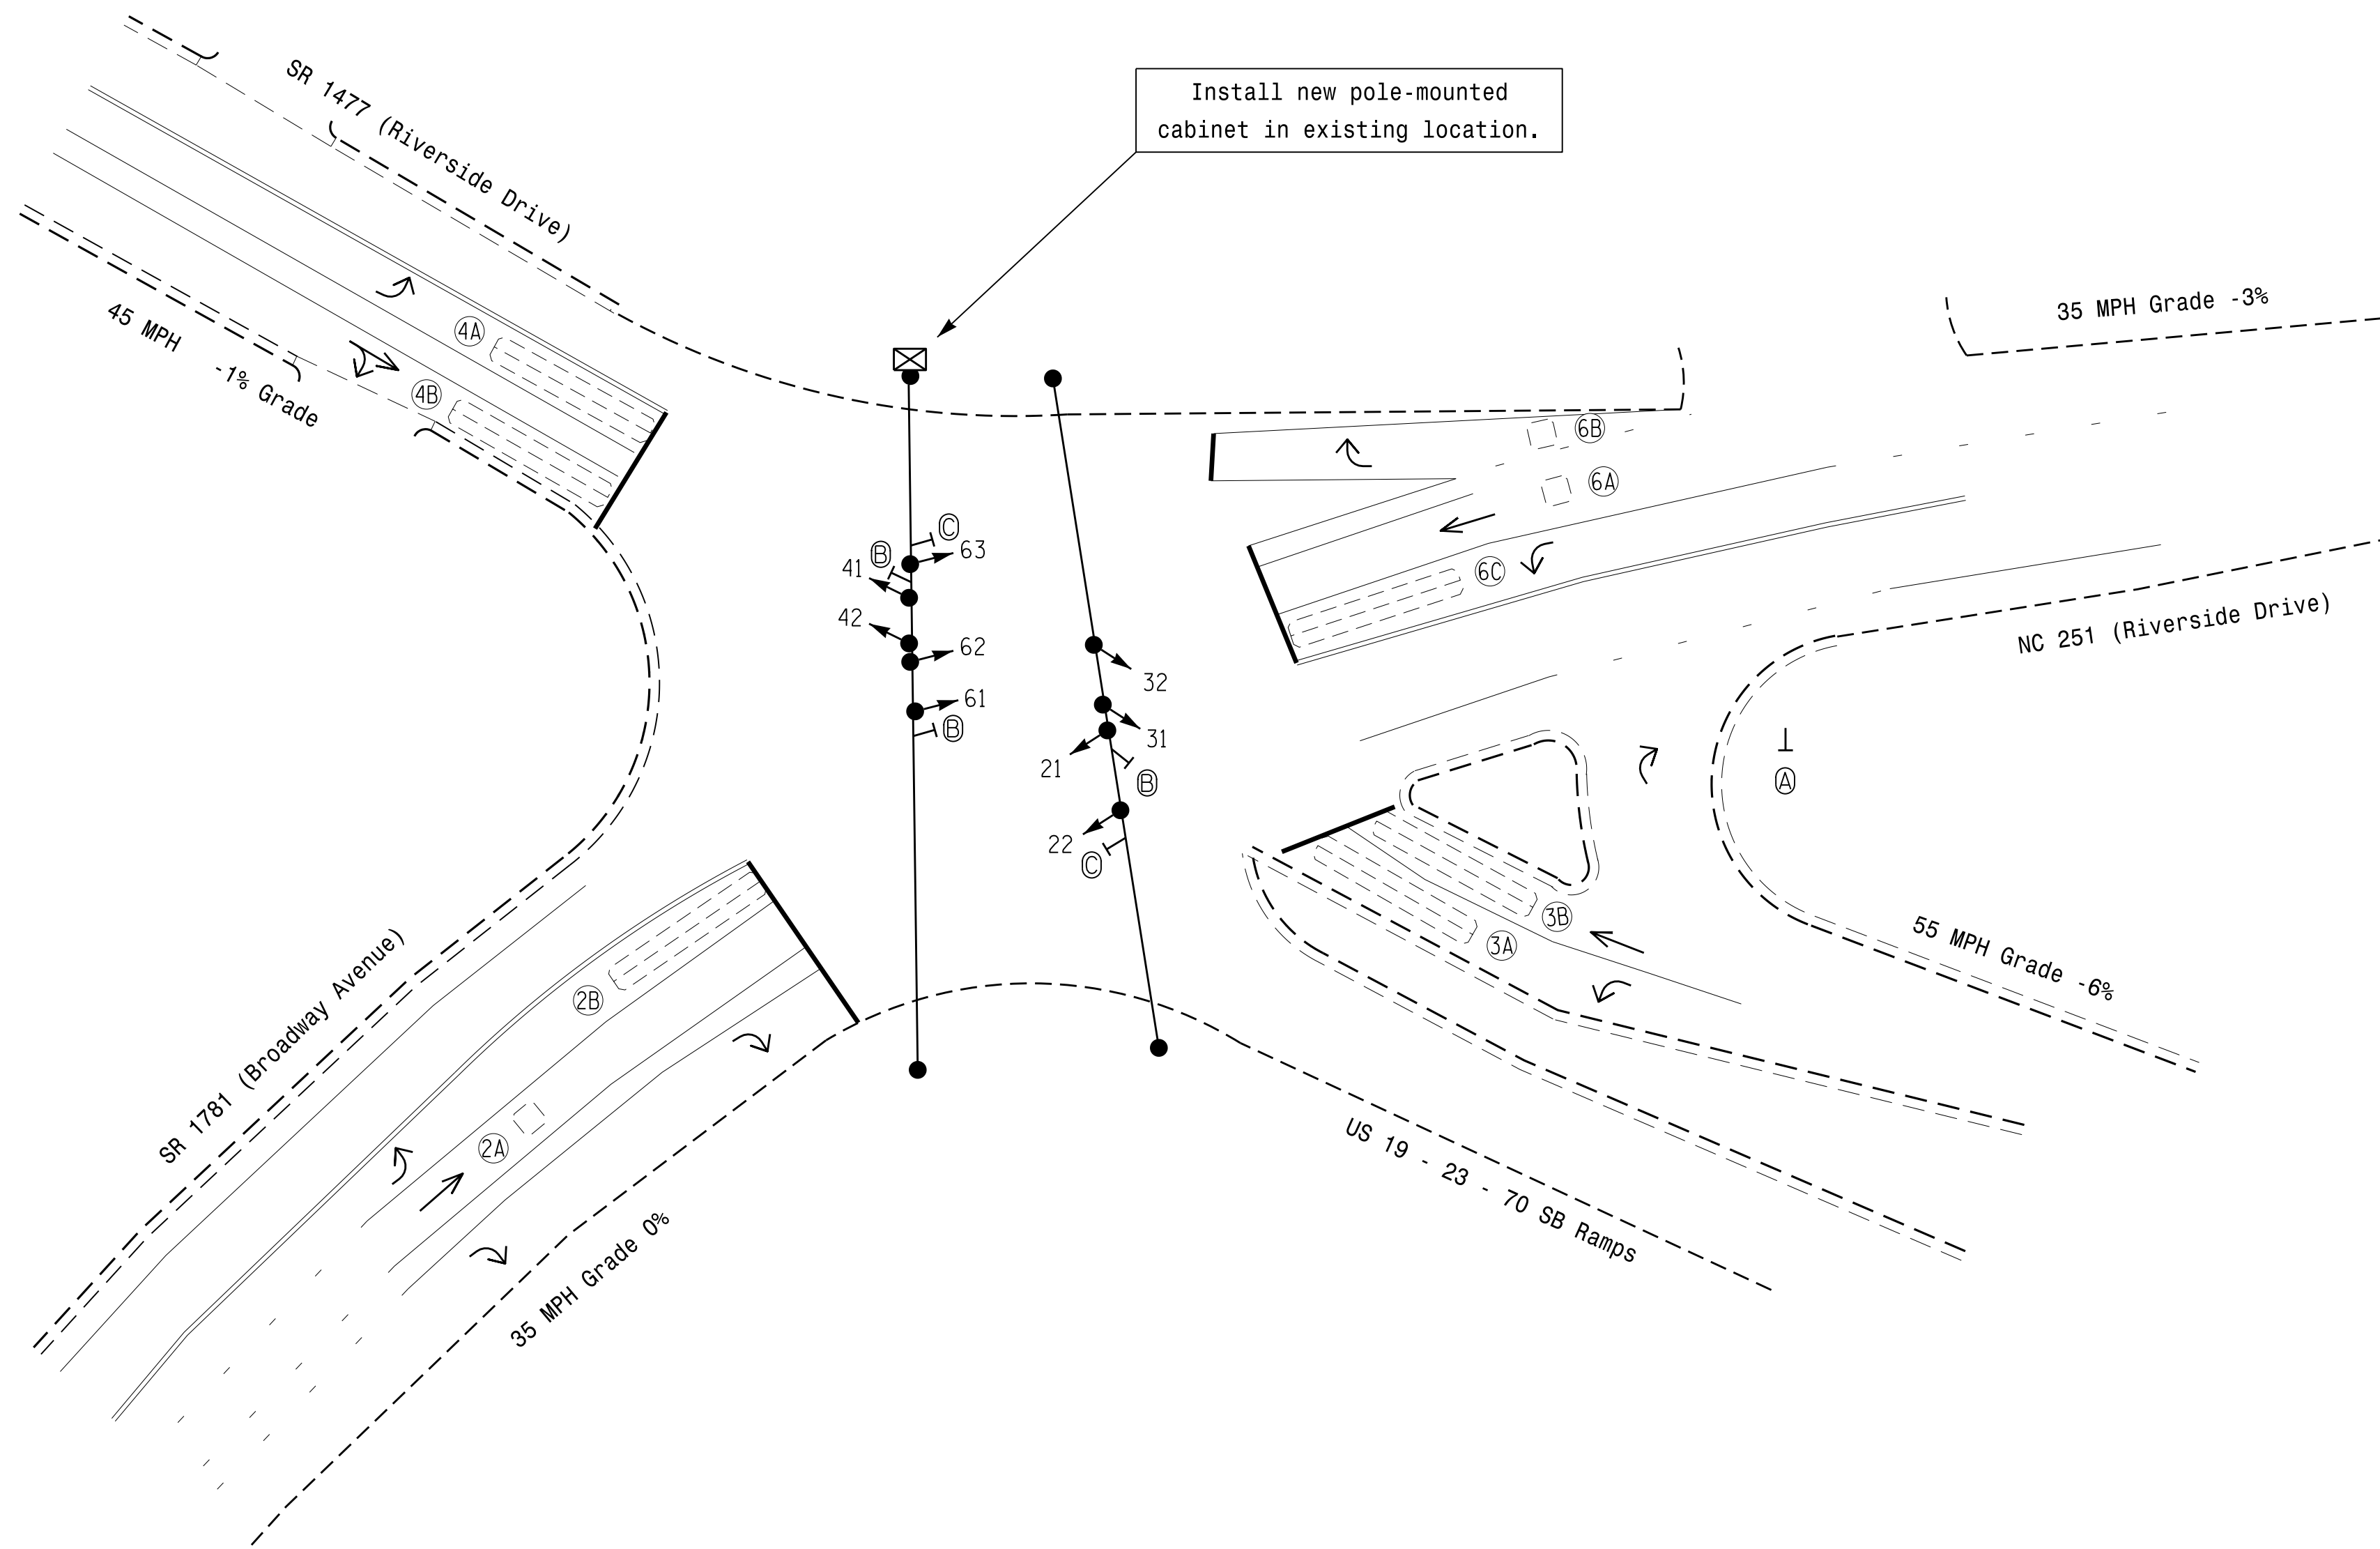 SR 1477 (Riverside Drive)
Install new pole-mounted
cabinet in existing location.
35 MPH Grade -3%
45 MPH
-1% Grade
4A
4B
6B
6A
6C
C
63
B
41
42
62
61
B
NC 251 (Riverside Drive)
32
31
21
B
22
C
A
3B
3A
55 MPH Grade -6%
2B
2A
SR 1781 (Broadway Avenue)
35 MPH Grade 0%
US 19 - 23 - 70 SB Ramps